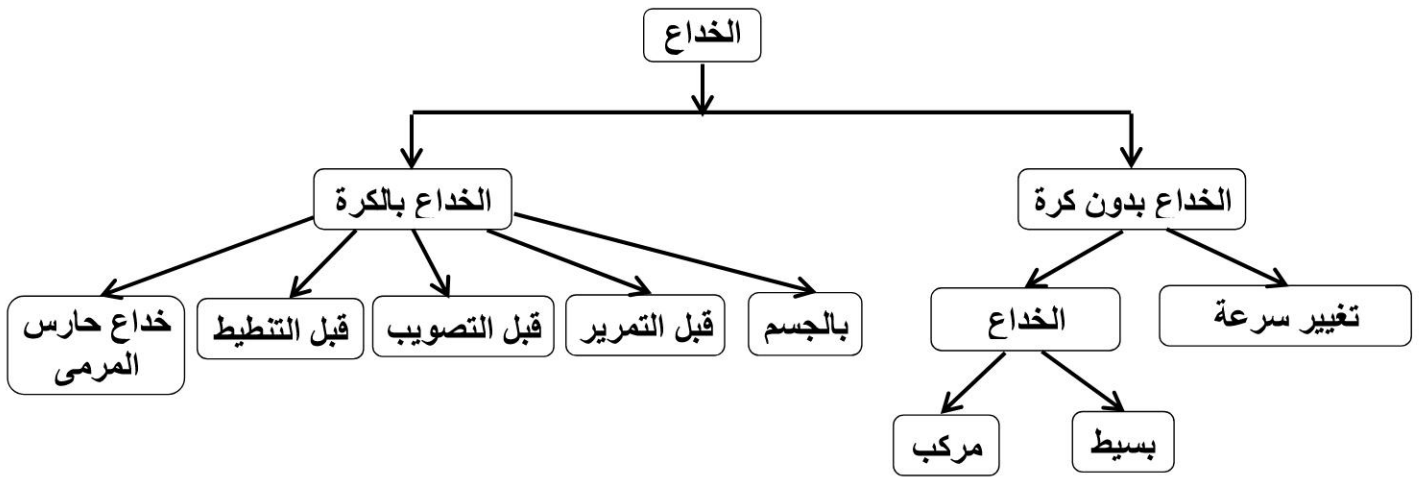 الخداع
الخداع بدون كرة
الخداع بالكرة
تغيير سرعة
الخداع
بالجسم
قبل التمرير
قبل التصويب
قبل التنطيط
خداع حارس
المرمى
بسيط
مركب